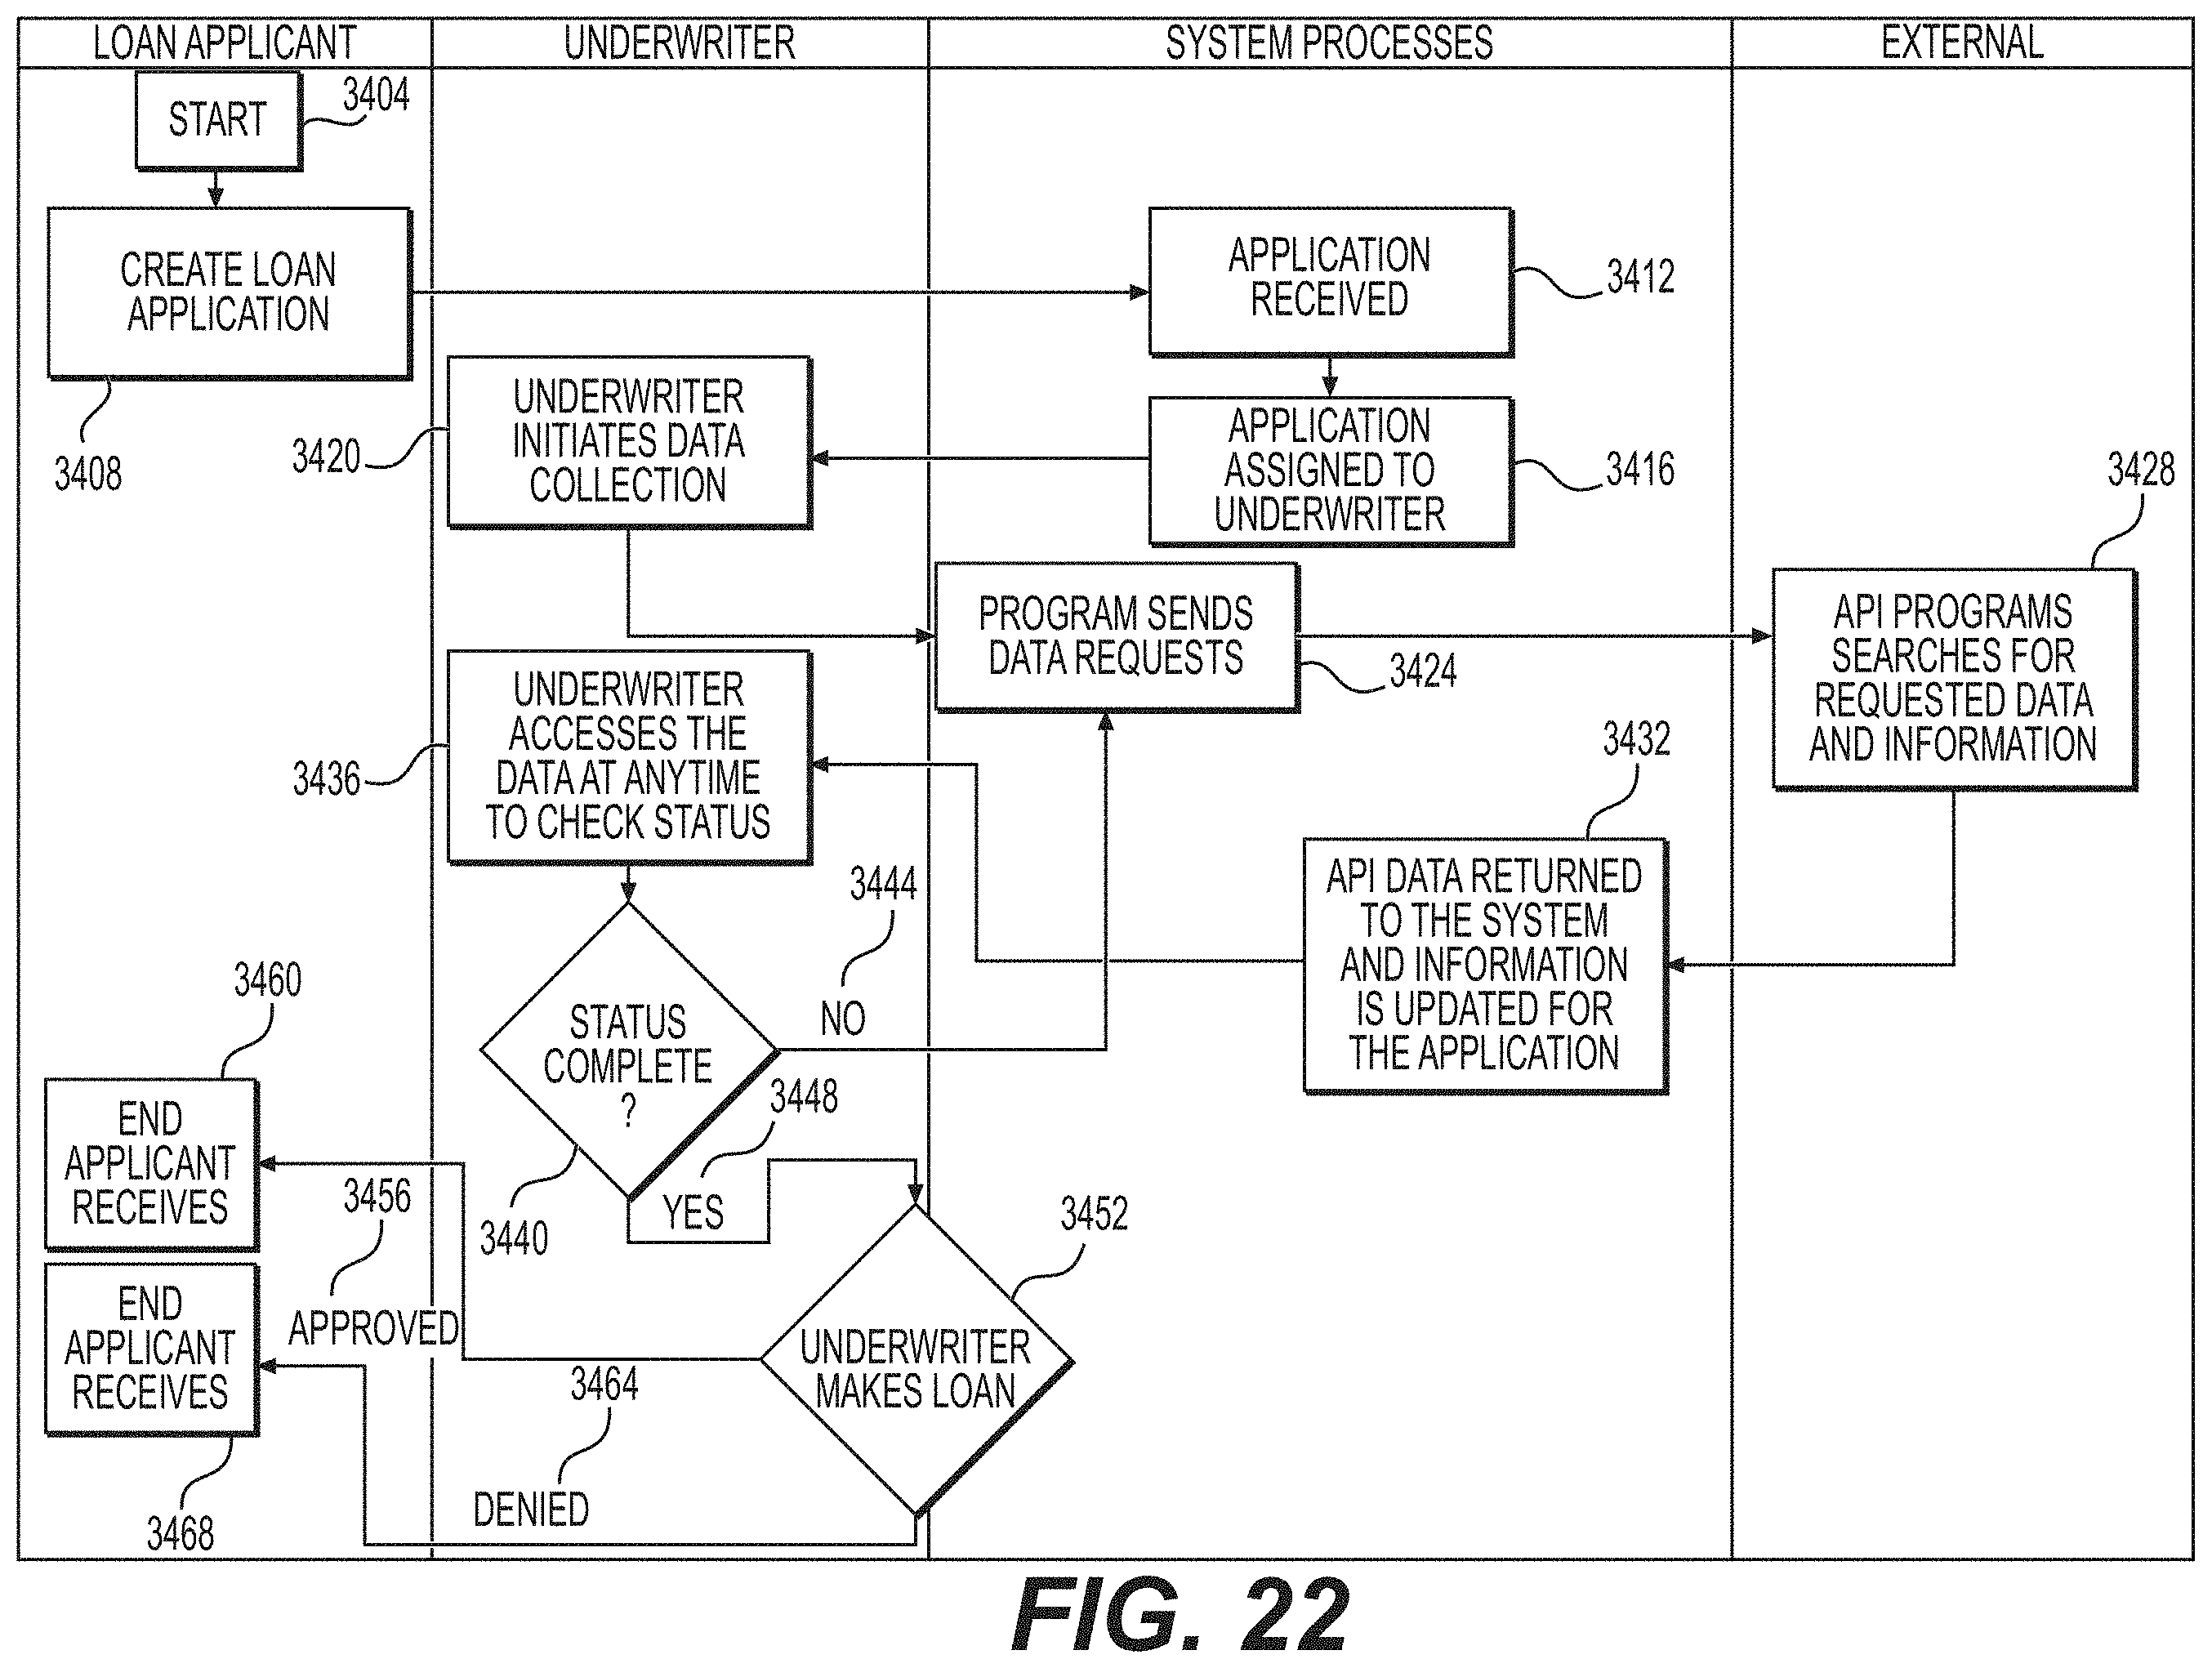 LOAN APPLICANT
UNDERWRITER
SYSTEM PROCESSES
EXTERNAL
START
3404
CREATE LOAN
APPLICATION
3408
APPLICATION
RECEIVED
3412
APPLICATION
ASSIGNED TO
UNDERWRITER
3416
UNDERWRITER
INITIATES DATA
COLLECTION
3420
PROGRAM SENDS
DATA REQUESTS
3424
3428
API PROGRAMS
SEARCHES FOR
REQUESTED DATA
AND INFORMATION
3432
API DATA RETURNED
TO THE SYSTEM
AND INFORMATION
IS UPDATED FOR
THE APPLICATION
UNDERWRITER
ACCESSES THE
DATA AT ANYTIME
TO CHECK STATUS
3436
STATUS
COMPLETE
?
3440
3444
NO
3448
YES
3452
UNDERWRITER
MAKES LOAN
3456
APPROVED
3460
END
APPLICANT
RECEIVES
3464
DENIED
END
APPLICANT
RECEIVES
3468
FIG. 22